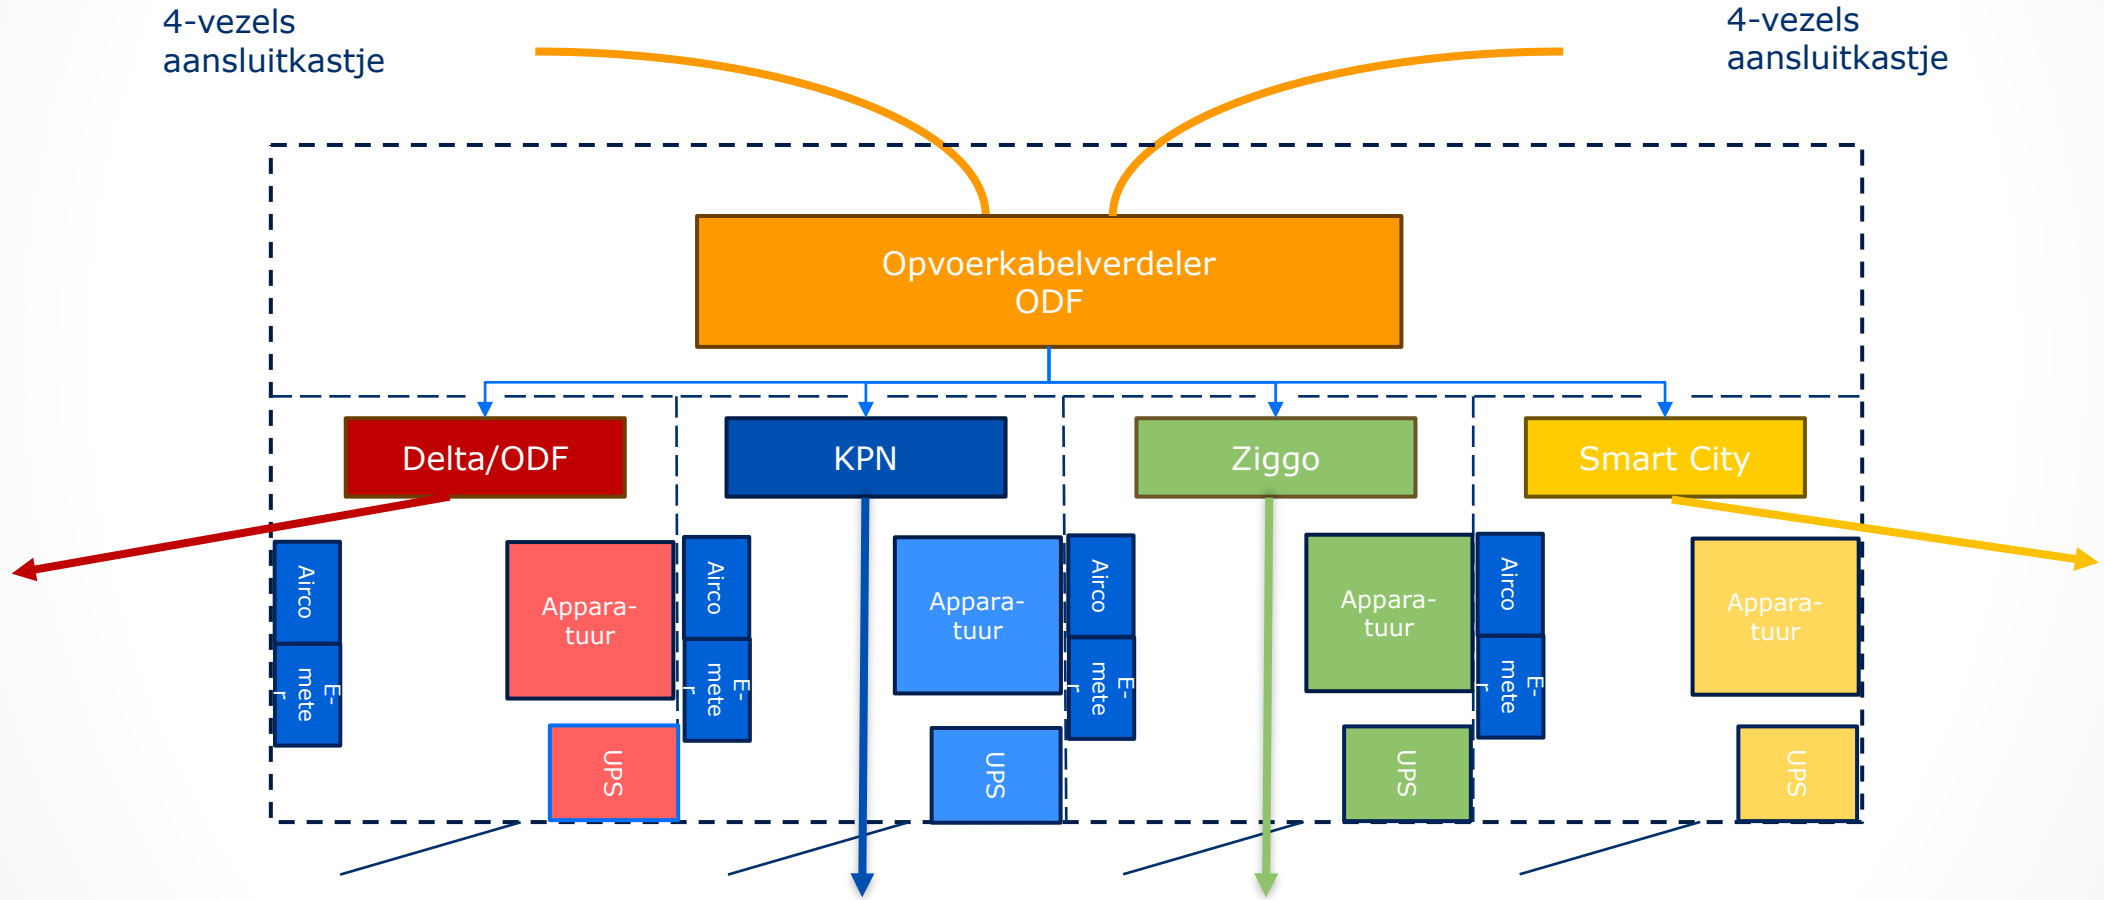 4-vezels
aansluitkastje
4-vezels
aansluitkastje
Opvoerkabelverdeler
ODF
Delta/ODF
KPN
Ziggo
Smart City
Airco
E-
mete
r
Appara-
tuur
UPS
Airco
E-
mete
r
Appara-
tuur
UPS
Airco
E-
mete
r
Appara-
tuur
UPS
Airco
E-
mete
r
Appara-
tuur
UPS